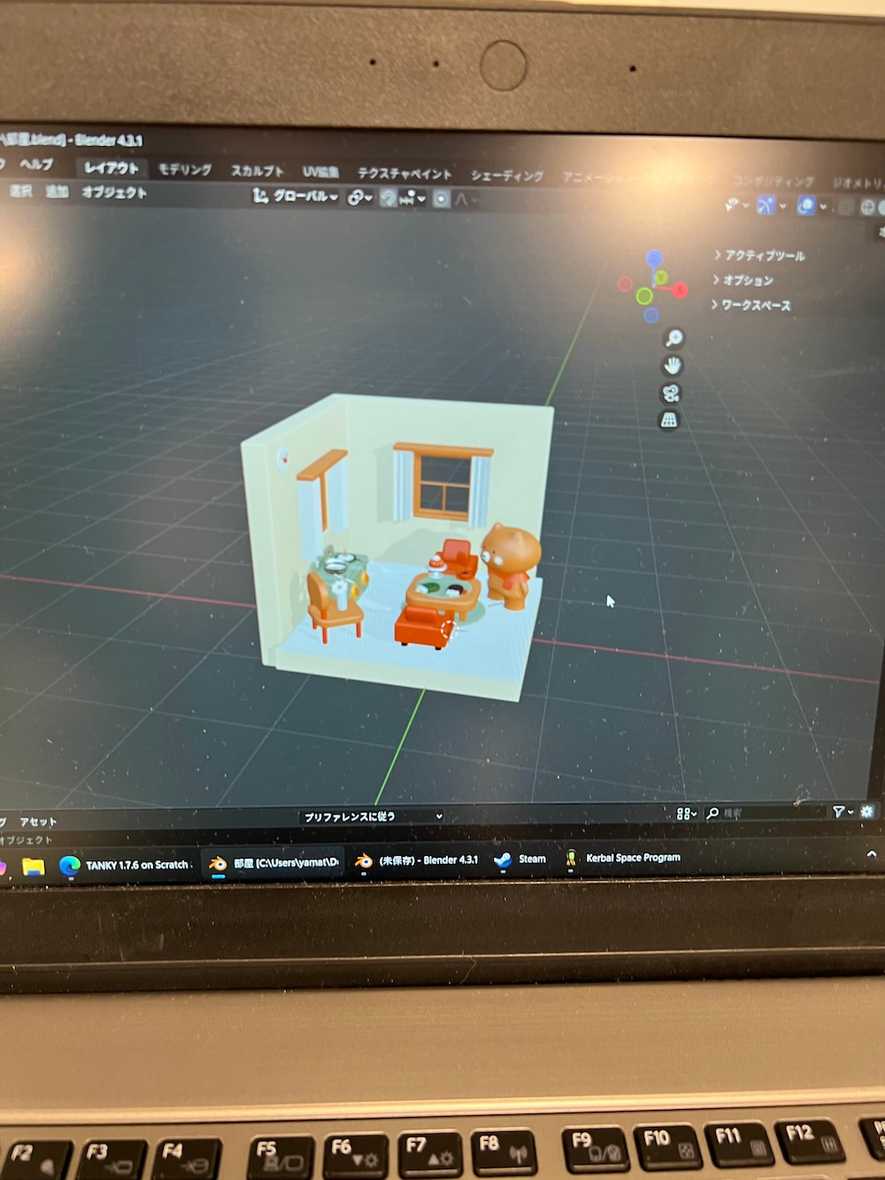 \部屋.blend] - Blender 4.3.1
ヘルプ レイアウト モデリング スカルプト UV編集 テクスチャペイント シェーディング コンポジティング
選択 追加 オブジェクト グローバル
アクティブツール
オプション
ワークスペース
X
Y
アセット プリファレンスに従う 検索
オブジェクト
TANKY 1.7.6 on Scratch 部屋 [C:\Users\yamat\D (未保存) - Blender 4.3.1 Steam Kerbal Space Program
F2 F3 F4 F5 F6 F7 F8 F9 F10 F11 F12